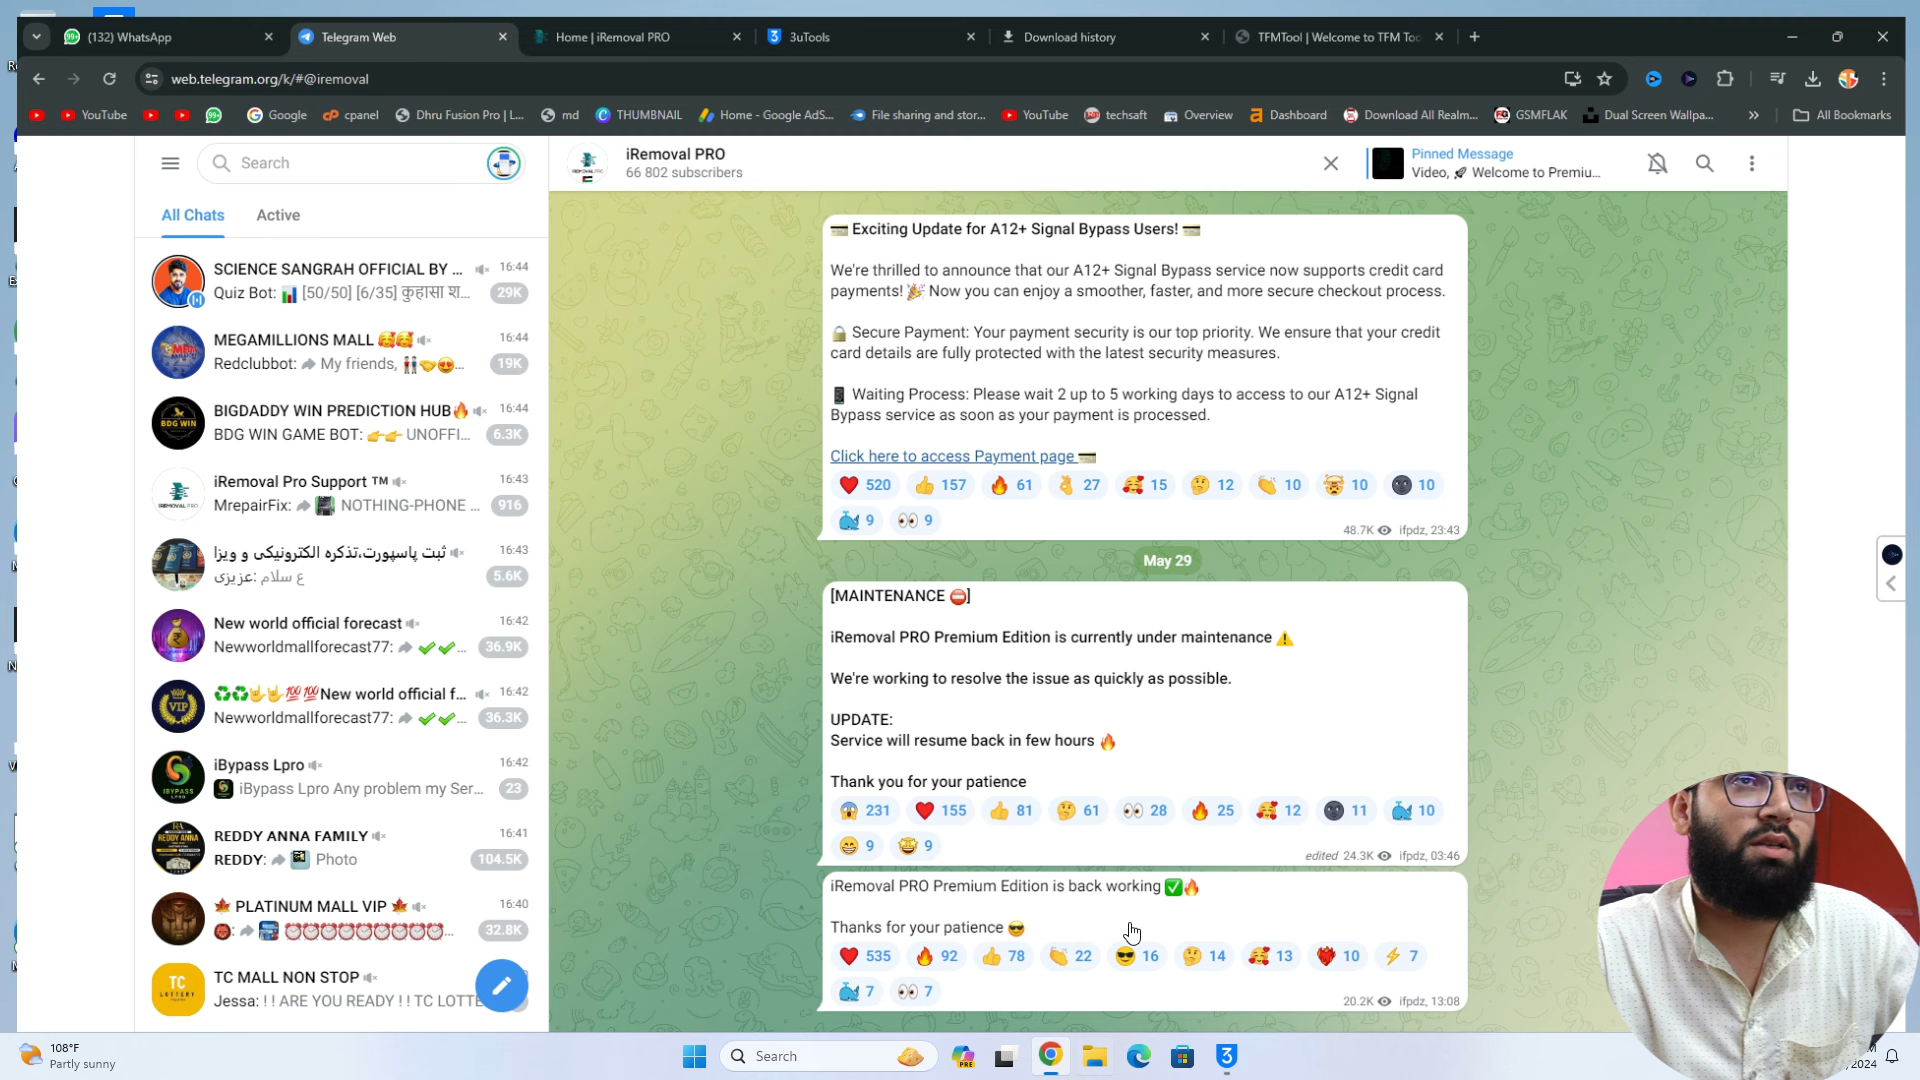 (132) WhatsApp
Telegram Web
Home | iRemoval PRO
3uTools
Download history
TFMTool | Welcome to TFM Too
web.telegram.org/k/#@iremoval
YouTube
Google
cpanel
Dhru Fusion Pro | L...
md
THUMBNAIL
Home - Google AdS...
File sharing and stor...
YouTube
techsaft
Overview
Dashboard
Download All Realm...
GSMFLAK
Dual Screen Wallpa...
All Bookmarks
Search
iRemoval PRO
66 802 subscribers
Pinned Message
Video, 🚀 Welcome to Premiu...
All Chats
Active
SCIENCE SANGRAH OFFICIAL BY ...
16:44
Quiz Bot: 📊 [50/50] [6/35] कुहासा श...
29K
MEGAMILLIONS MALL 🥰🥰
16:44
Redclubbot: My friends, 👬🤝😍...
19K
BIGDADDY WIN PREDICTION HUB🔥
16:44
BDG WIN GAME BOT: 👉👉 UNOFFI...
6.3K
iRemoval Pro Support ™
16:43
MrepairFix: NOTHING-PHONE ...
916
ثبت پاسپورت،تذکره الکترونیکی و ویزا
16:43
عزیزی: ع سلام
5.6K
New world official forecast
16:42
Newworldmallforecast77: ✅ ✅...
36.9K
♻️♻️🤟🤟💯💯New world official f...
16:42
Newworldmallforecast77: ✅ ✅...
36.3K
iBypass Lpro
16:42
iBypass Lpro Any problem my Ser...
23
REDDY ANNA FAMILY
16:41
REDDY: Photo
104.5K
🍁 PLATINUM MALL VIP 🍁
16:40
⏰⏰⏰⏰⏰⏰⏰⏰⏰...
32.8K
TC MALL NON STOP
Jessa: ! ! ARE YOU READY ! ! TC LOTTE
💳 Exciting Update for A12+ Signal Bypass Users! 💳
We're thrilled to announce that our A12+ Signal Bypass service now supports credit card
payments! 🎉 Now you can enjoy a smoother, faster, and more secure checkout process.
🔒 Secure Payment: Your payment security is our top priority. We ensure that your credit
card details are fully protected with the latest security measures.
📱 Waiting Process: Please wait 2 up to 5 working days to access to our A12+ Signal
Bypass service as soon as your payment is processed.
Click here to access Payment page 💳
❤️ 520 👍 157 🔥 61 👌 27 🥰 15 🤔 12 👏 10 🤯 10 🌚 10
🐳 9 👀 9
48.7K ifpdz, 23:43
May 29
[MAINTENANCE ⛔]
iRemoval PRO Premium Edition is currently under maintenance ⚠️
We're working to resolve the issue as quickly as possible.
UPDATE:
Service will resume back in few hours 🔥
Thank you for your patience
😱 231 ❤️ 155 👍 81 🤔 61 👀 28 🔥 25 🥰 12 🌚 11 🐳 10
😁 9 🤩 9
edited 24.3K ifpdz, 03:46
iRemoval PRO Premium Edition is back working ✅🔥
Thanks for your patience 😎
❤️ 535 🔥 92 👍 78 👏 22 😎 16 🤔 14 🥰 13 ❤️‍🔥 10 ⚡ 7
🐳 7 👀 7
20.2K ifpdz, 13:08
108°F
Partly sunny
Search